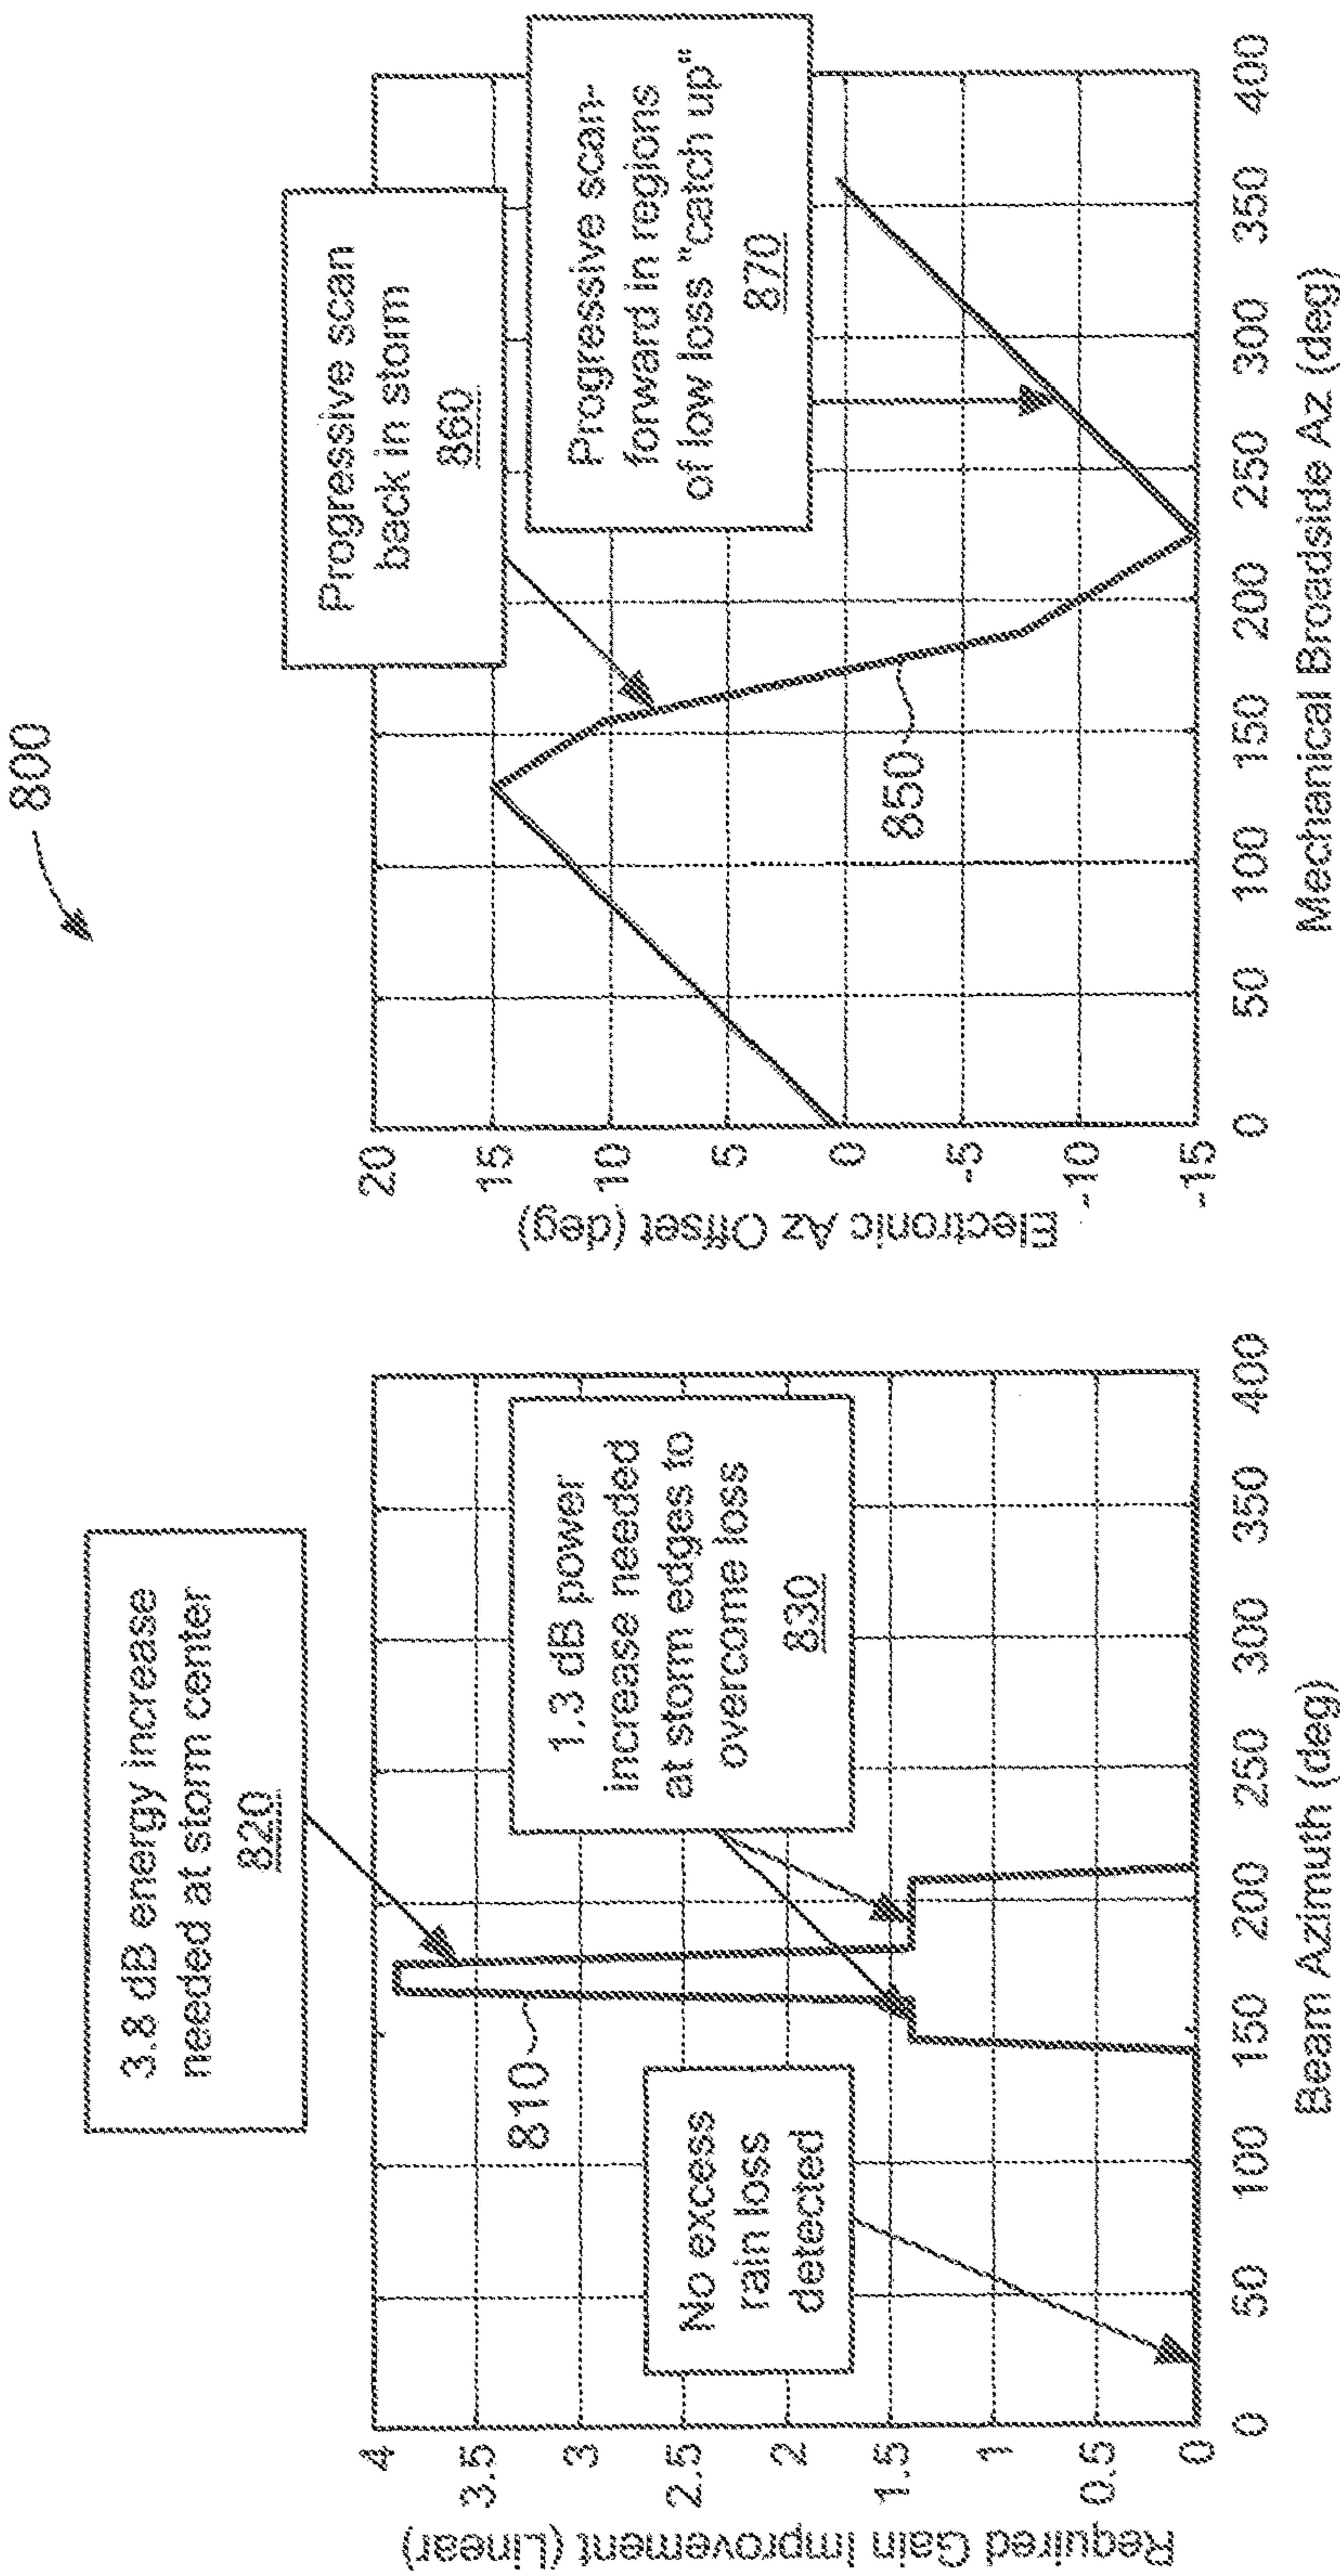 800
3.8 dB energy increase
needed at storm center
820
1.3 dB power
increase needed
at storm edges to
overcome loss
830
No excess
rain loss
detected
810
Required Gain Improvement (Linear)
4
3.5
3
2.5
2
1.5
1
0.5
0
0 50 100 150 200 250 300 350 400
Beam Azimuth (deg)
Progressive scan
back in storm
860
Progressive scan-
forward in regions
of low loss "catch up"
870
850
Electronic Az Offset (deg)
20
15
10
5
0
-5
-10
-15
0 50 100 150 200 250 300 350 400
Mechanical Broadside Az (deg)